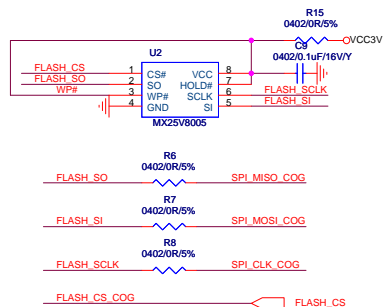 R15
0402/0R/5%
VCC3V
C9
0402/0.1uF/16V/Y
U2
FLASH_CS 1 CS# VCC 8
FLASH_SO 2 SO HOLD# 7
WP# 3 WP# SCLK 6 FLASH_SCLK
4 GND SI 5 FLASH_SI
MX25V8005
R6
0402/0R/5%
FLASH_SO SPI_MISO_COG
R7
0402/0R/5%
FLASH_SI SPI_MOSI_COG
R8
0402/0R/5%
FLASH_SCLK SPI_CLK_COG
FLASH_CS_COG FLASH_CS